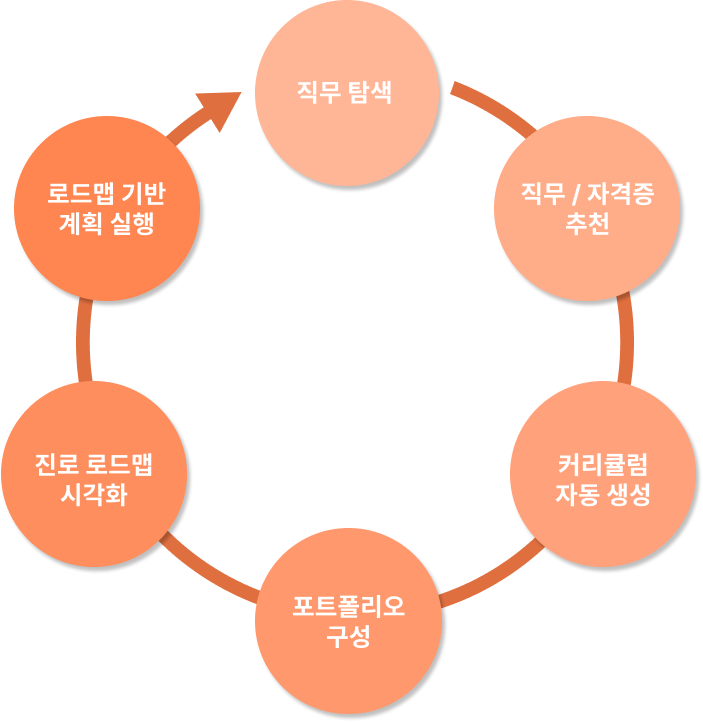 직무 탐색
직무 / 자격증
추천
커리큘럼
자동 생성
포트폴리오
구성
진로 로드맵
시각화
로드맵 기반
계획 실행